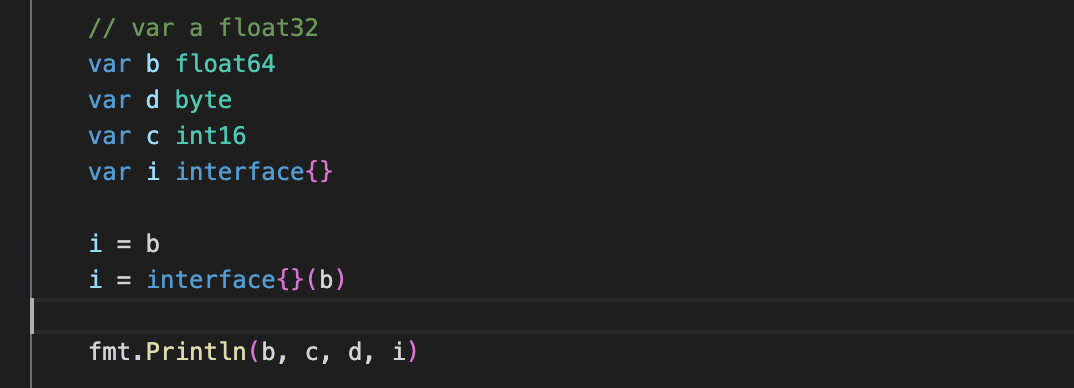 // var a float32
var b float64
var d byte
var c int16
var i interface{}
i = b
i = interface{}(b)
fmt.Println(b, c, d, i)